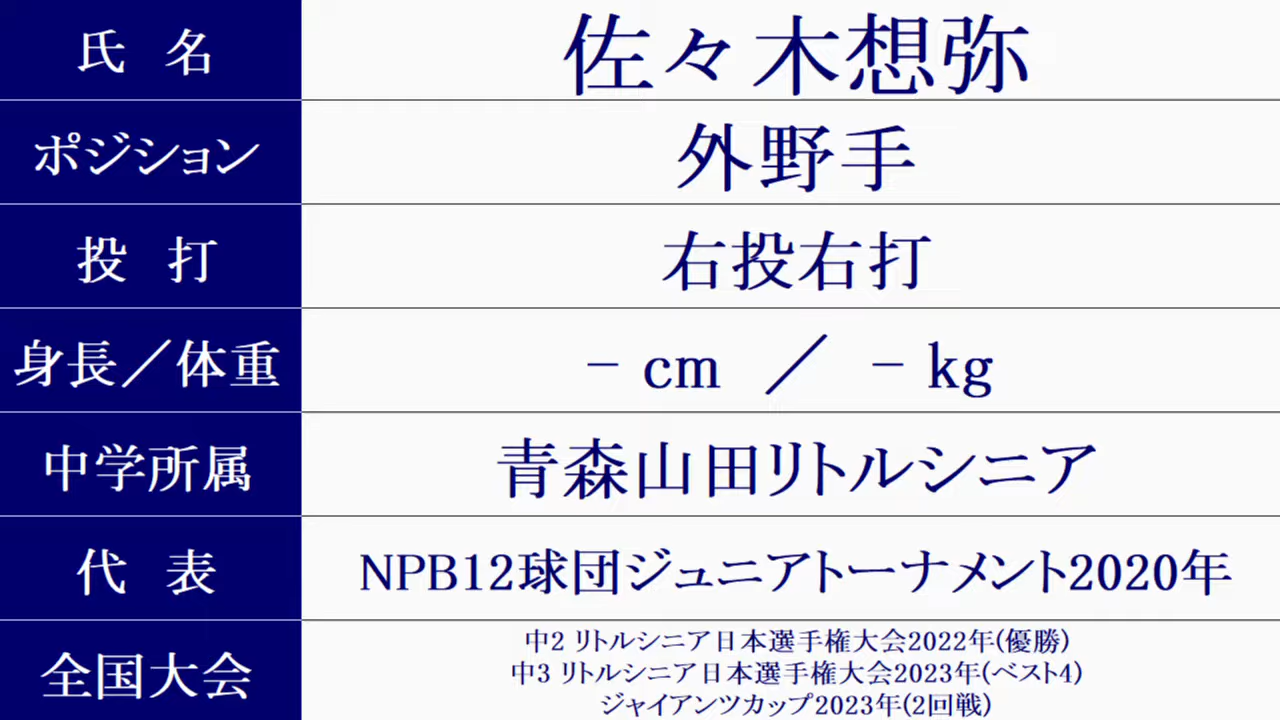 氏 名 佐々木想弥
ポジション 外野手
投 打 右投右打
身長／体重 － cm ／ － kg
中学所属 青森山田リトルシニア
代 表 NPB12球団ジュニアトーナメント2020年
全国大会
中2 リトルシニア日本選手権大会2022年(優勝)
中3 リトルシニア日本選手権大会2023年(ベスト4)
ジャイアンツカップ2023年(2回戦)